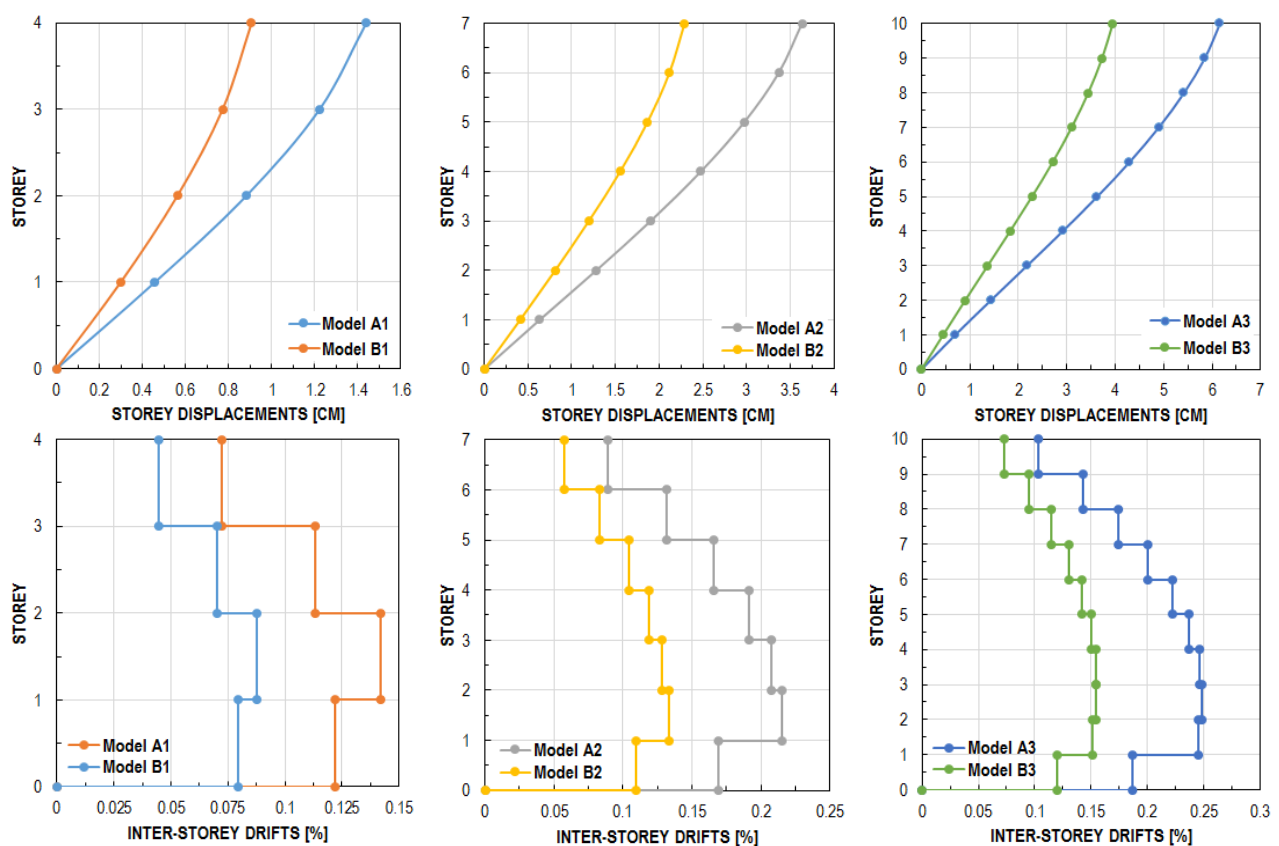 4
3
2
1
0
STOREY
Model A1
Model B1
0 0.2 0.4 0.6 0.8 1 1.2 1.4 1.6
STOREY DISPLACEMENTS [CM]
7
6
5
4
3
2
1
0
STOREY
Model A2
Model B2
0 0.5 1 1.5 2 2.5 3 3.5 4
STOREY DISPLACEMENTS [CM]
10
9
8
7
6
5
4
3
2
1
0
STOREY
Model A3
Model B3
0 1 2 3 4 5 6 7
STOREY DISPLACEMENTS [CM]
4
3
2
1
0
STOREY
Model A1
Model B1
0 0.025 0.05 0.075 0.1 0.125 0.15
INTER-STOREY DRIFTS [%]
7
6
5
4
3
2
1
0
STOREY
Model A2
Model B2
0 0.05 0.1 0.15 0.2 0.25
INTER-STOREY DRIFTS [%]
10
9
8
7
6
5
4
3
2
1
0
STOREY
Model A3
Model B3
0 0.05 0.1 0.15 0.2 0.25 0.3
INTER-STOREY DRIFTS [%]